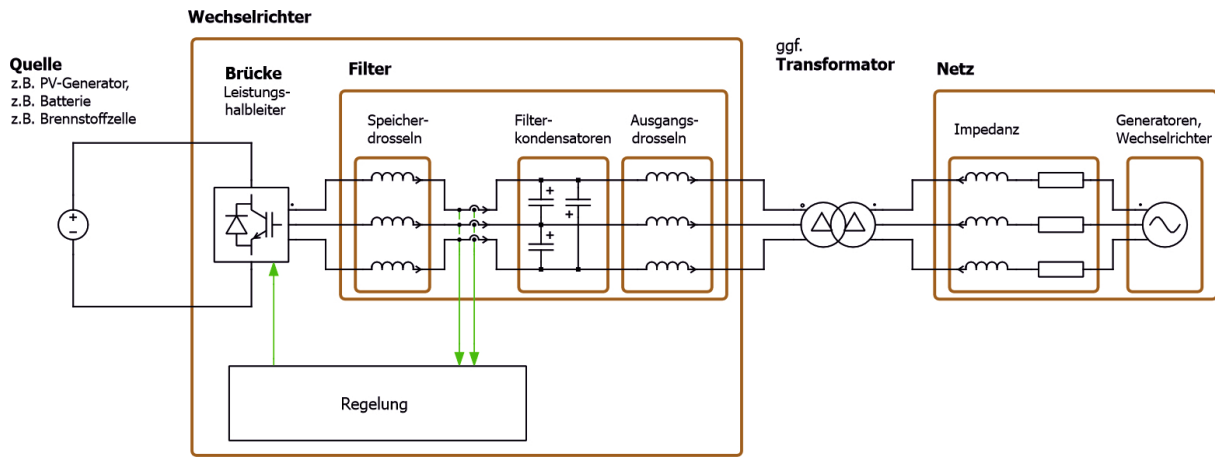 Wechselrichter
Quelle
z.B. PV-Generator,
z.B. Batterie
z.B. Brennstoffzelle
Brücke
Leistungs-
halbleiter
Filter
Speicher-
drosseln
Filter-
kondensatoren
Ausgangs-
drosseln
ggf.
Transformator
Netz
Impedanz
Generatoren,
Wechselrichter
Regelung